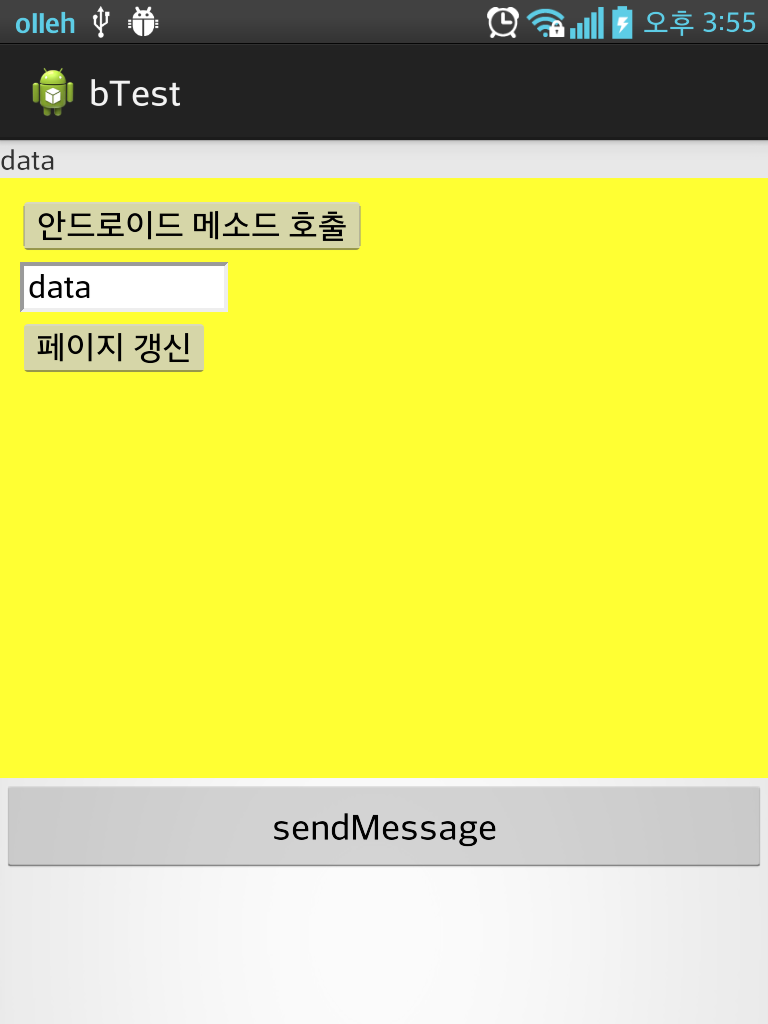 olleh 오후 3:55
bTest
data
안드로이드 메소드 호출
data
페이지 갱신
sendMessage